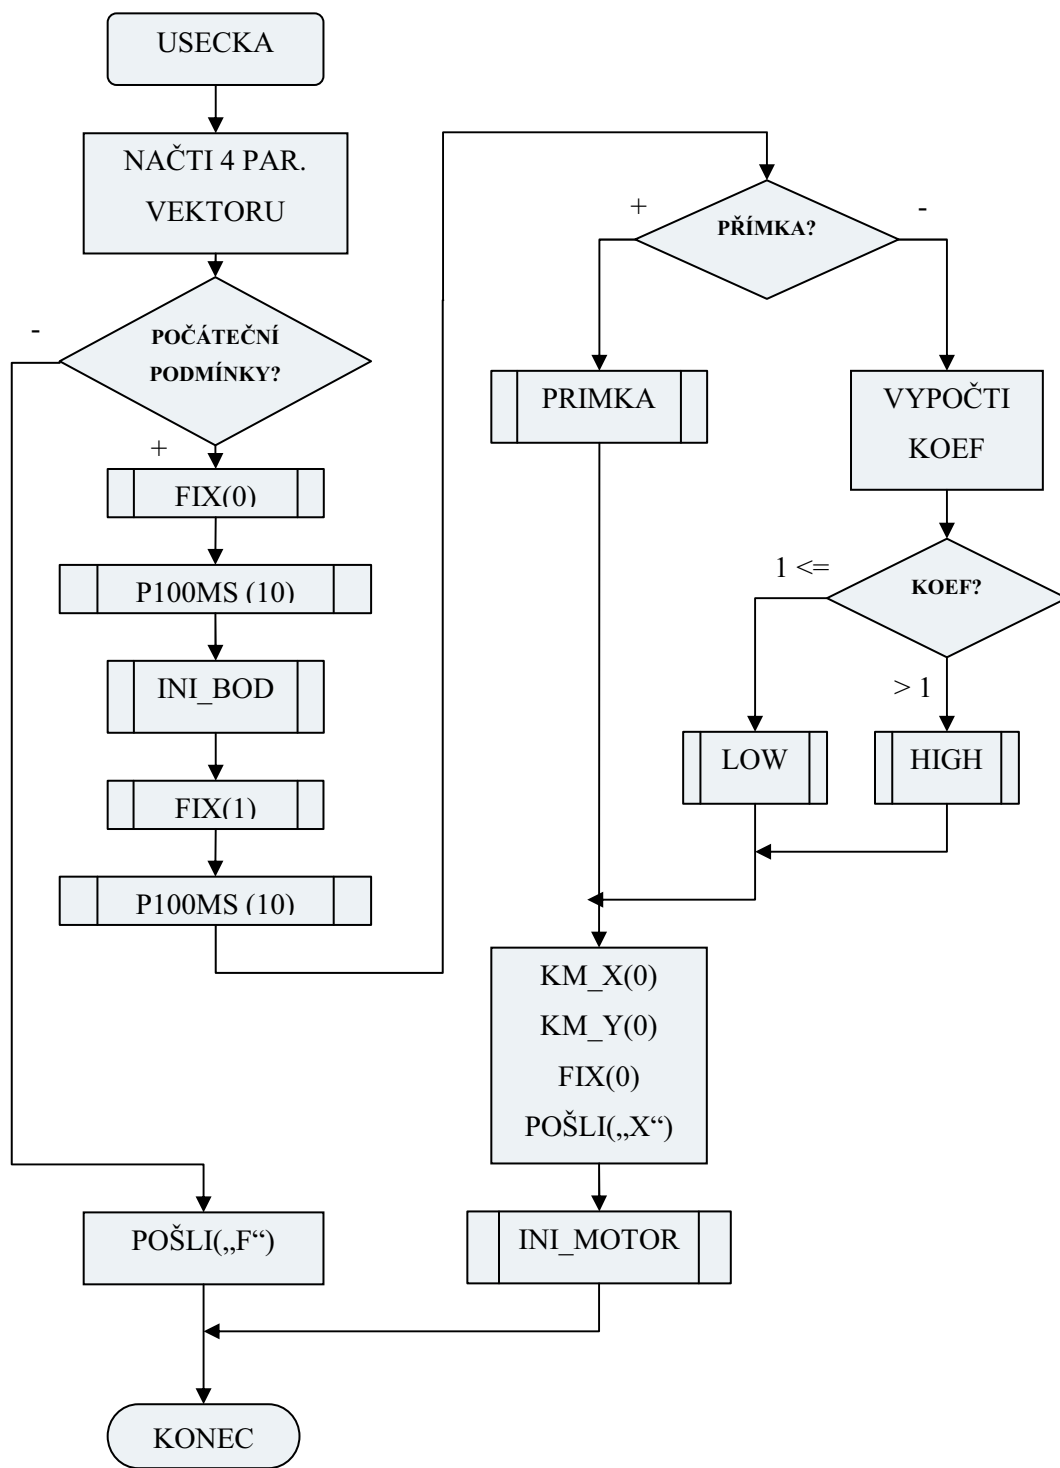 USECKA
NAČTI 4 PAR.
VEKTORU
-
POČÁTEČNÍ
PODMÍNKY?
+
FIX(0)
P100MS (10)
INI_BOD
FIX(1)
P100MS (10)
+
PŘÍMKA?
-
PRIMKA
VYPOČTI
KOEF
1 <=
KOEF?
> 1
LOW
HIGH
KM_X(0)
KM_Y(0)
FIX(0)
POŠLI(„X“)
INI_MOTOR
POŠLI(„F“)
KONEC